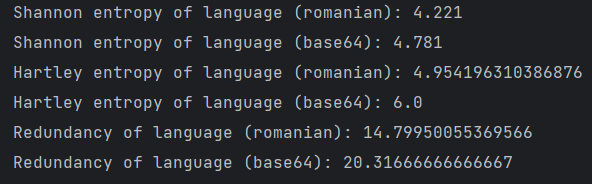 Shannon entropy of language (romanian): 4.221
Shannon entropy of language (base64): 4.781
Hartley entropy of language (romanian): 4.954196310386876
Hartley entropy of language (base64): 6.0
Redundancy of language (romanian): 14.79950055369566
Redundancy of language (base64): 20.31666666666667